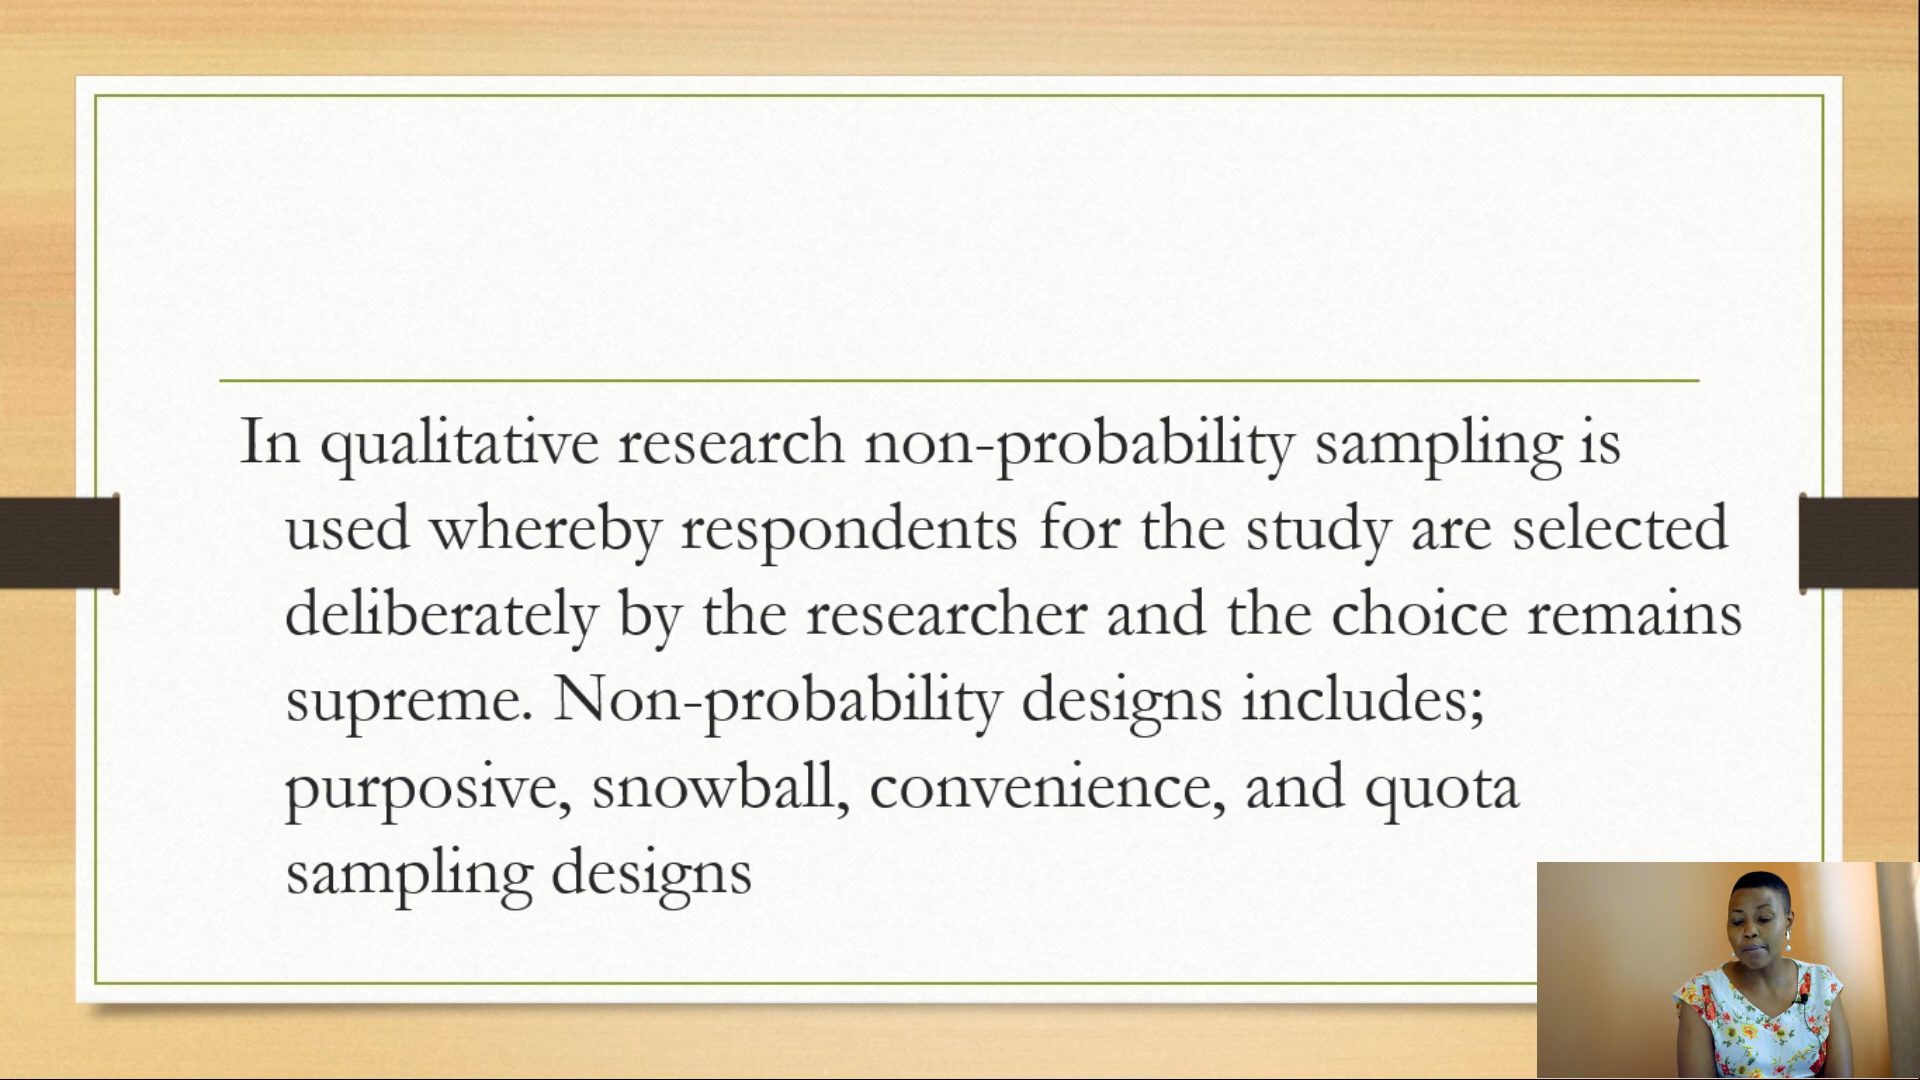 In qualitative research non-probability sampling is
used whereby respondents for the study are selected
deliberately by the researcher and the choice remains
supreme. Non-probability designs includes;
purposive, snowball, convenience, and quota
sampling designs